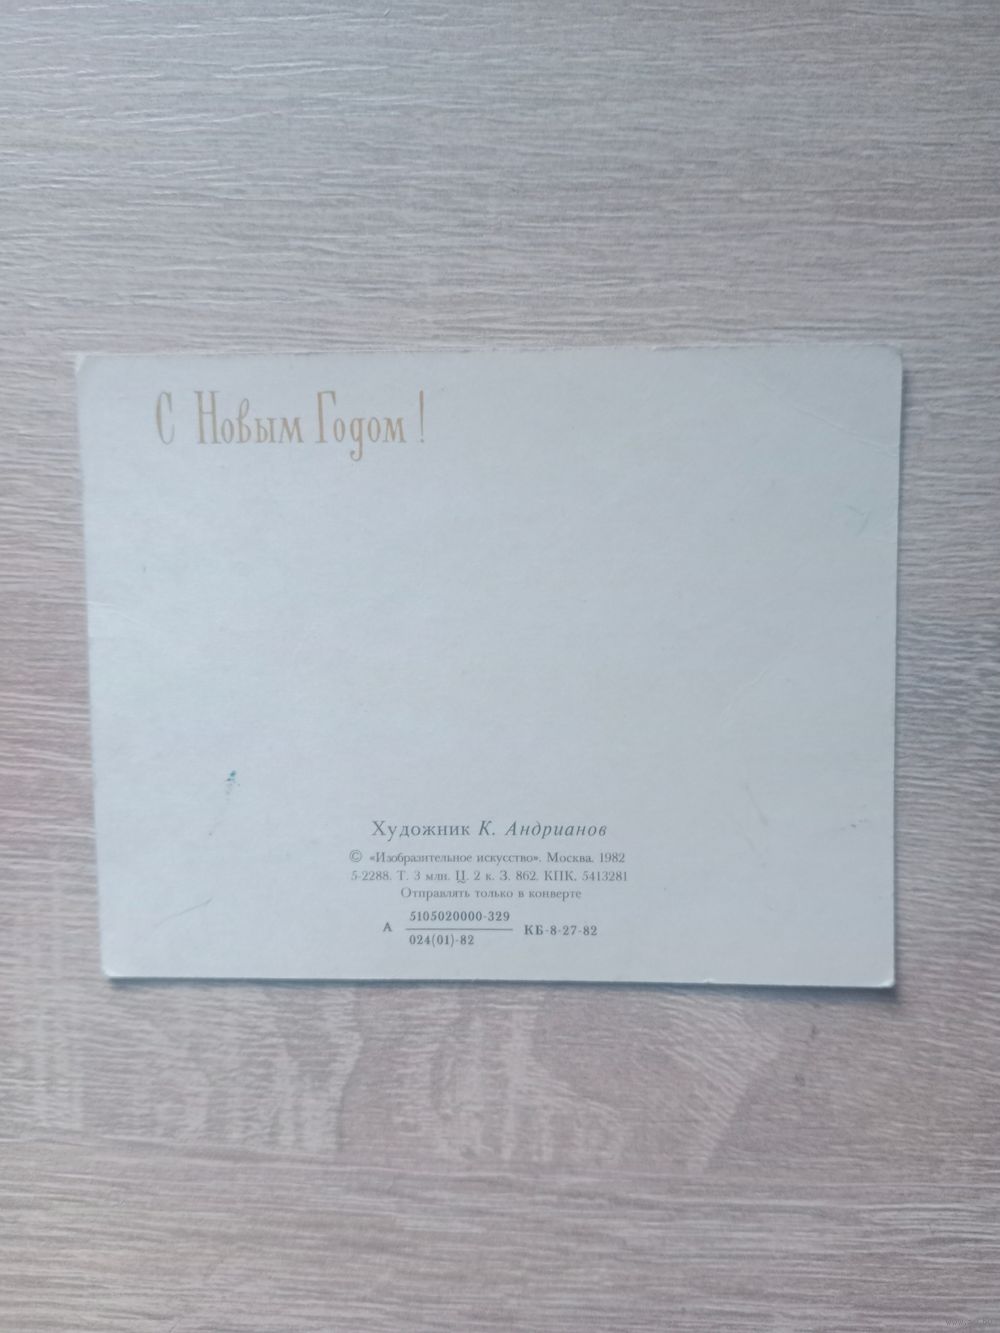 С Новым Годом !
Художник К. Андрианов
© «Изобразительное искусство». Москва. 1982
5-2288. Т. 3 млн. Ц. 2 к. З. 862. КПК. 5413281
Отправлять только в конверте
А 5105020000-329 КБ-8-27-82
024(01)-82